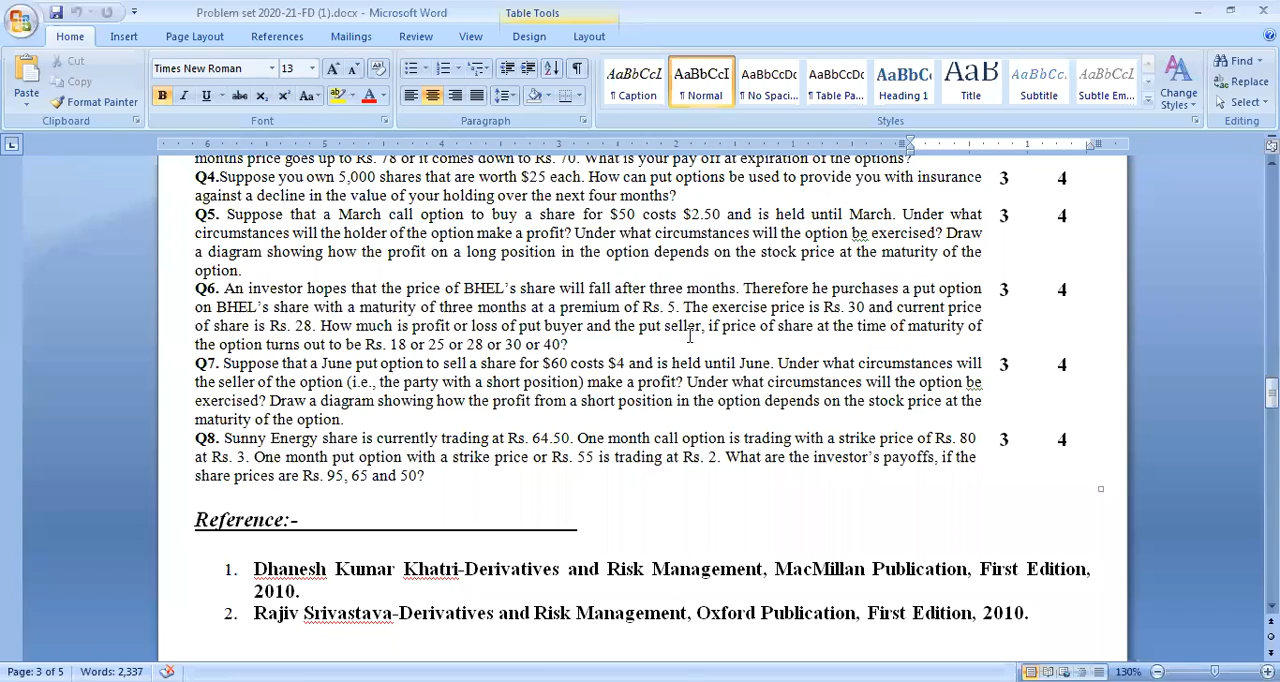 Problem set 2020-21-FD (1).docx - Microsoft Word
Table Tools
Home Insert Page Layout References Mailings Review View Design Layout
Cut
Copy
Format Painter
Paste
Clipboard
Times New Roman 13
B I U abc X₂ X² Aa
Font
Paragraph
AaBbCcI AaBbCcI AaBbCcDc AaBbCcDc AaBbC AaB AaBbCcI AaBbCcI
¶ Caption ¶ Normal ¶ No Spaci... ¶ Table Pa... Heading 1 Title Subtitle Subtle Em...
Change Styles
Styles
Find
Replace
Select
Editing
6 5 4 3 2 1 1
months price goes up to Rs. 78 or it comes down to Rs. 70. What is your pay off at expiration of the options?
Q4.Suppose you own 5,000 shares that are worth $25 each. How can put options be used to provide you with insurance 3 4
against a decline in the value of your holding over the next four months?
Q5. Suppose that a March call option to buy a share for $50 costs $2.50 and is held until March. Under what 3 4
circumstances will the holder of the option make a profit? Under what circumstances will the option be exercised? Draw
a diagram showing how the profit on a long position in the option depends on the stock price at the maturity of the
option.
Q6. An investor hopes that the price of BHEL's share will fall after three months. Therefore he purchases a put option 3 4
on BHEL's share with a maturity of three months at a premium of Rs. 5. The exercise price is Rs. 30 and current price
of share is Rs. 28. How much is profit or loss of put buyer and the put seller, if price of share at the time of maturity of
the option turns out to be Rs. 18 or 25 or 28 or 30 or 40?
Q7. Suppose that a June put option to sell a share for $60 costs $4 and is held until June. Under what circumstances will 3 4
the seller of the option (i.e., the party with a short position) make a profit? Under what circumstances will the option be
exercised? Draw a diagram showing how the profit from a short position in the option depends on the stock price at the
maturity of the option.
Q8. Sunny Energy share is currently trading at Rs. 64.50. One month call option is trading with a strike price of Rs. 80 3 4
at Rs. 3. One month put option with a strike price or Rs. 55 is trading at Rs. 2. What are the investor's payoffs, if the
share prices are Rs. 95, 65 and 50?
Reference:-
1. Dhanesh Kumar Khatri-Derivatives and Risk Management, MacMillan Publication, First Edition,
2010.
2. Rajiv Srivastava-Derivatives and Risk Management, Oxford Publication, First Edition, 2010.
Page: 3 of 5 Words: 2,337 130%